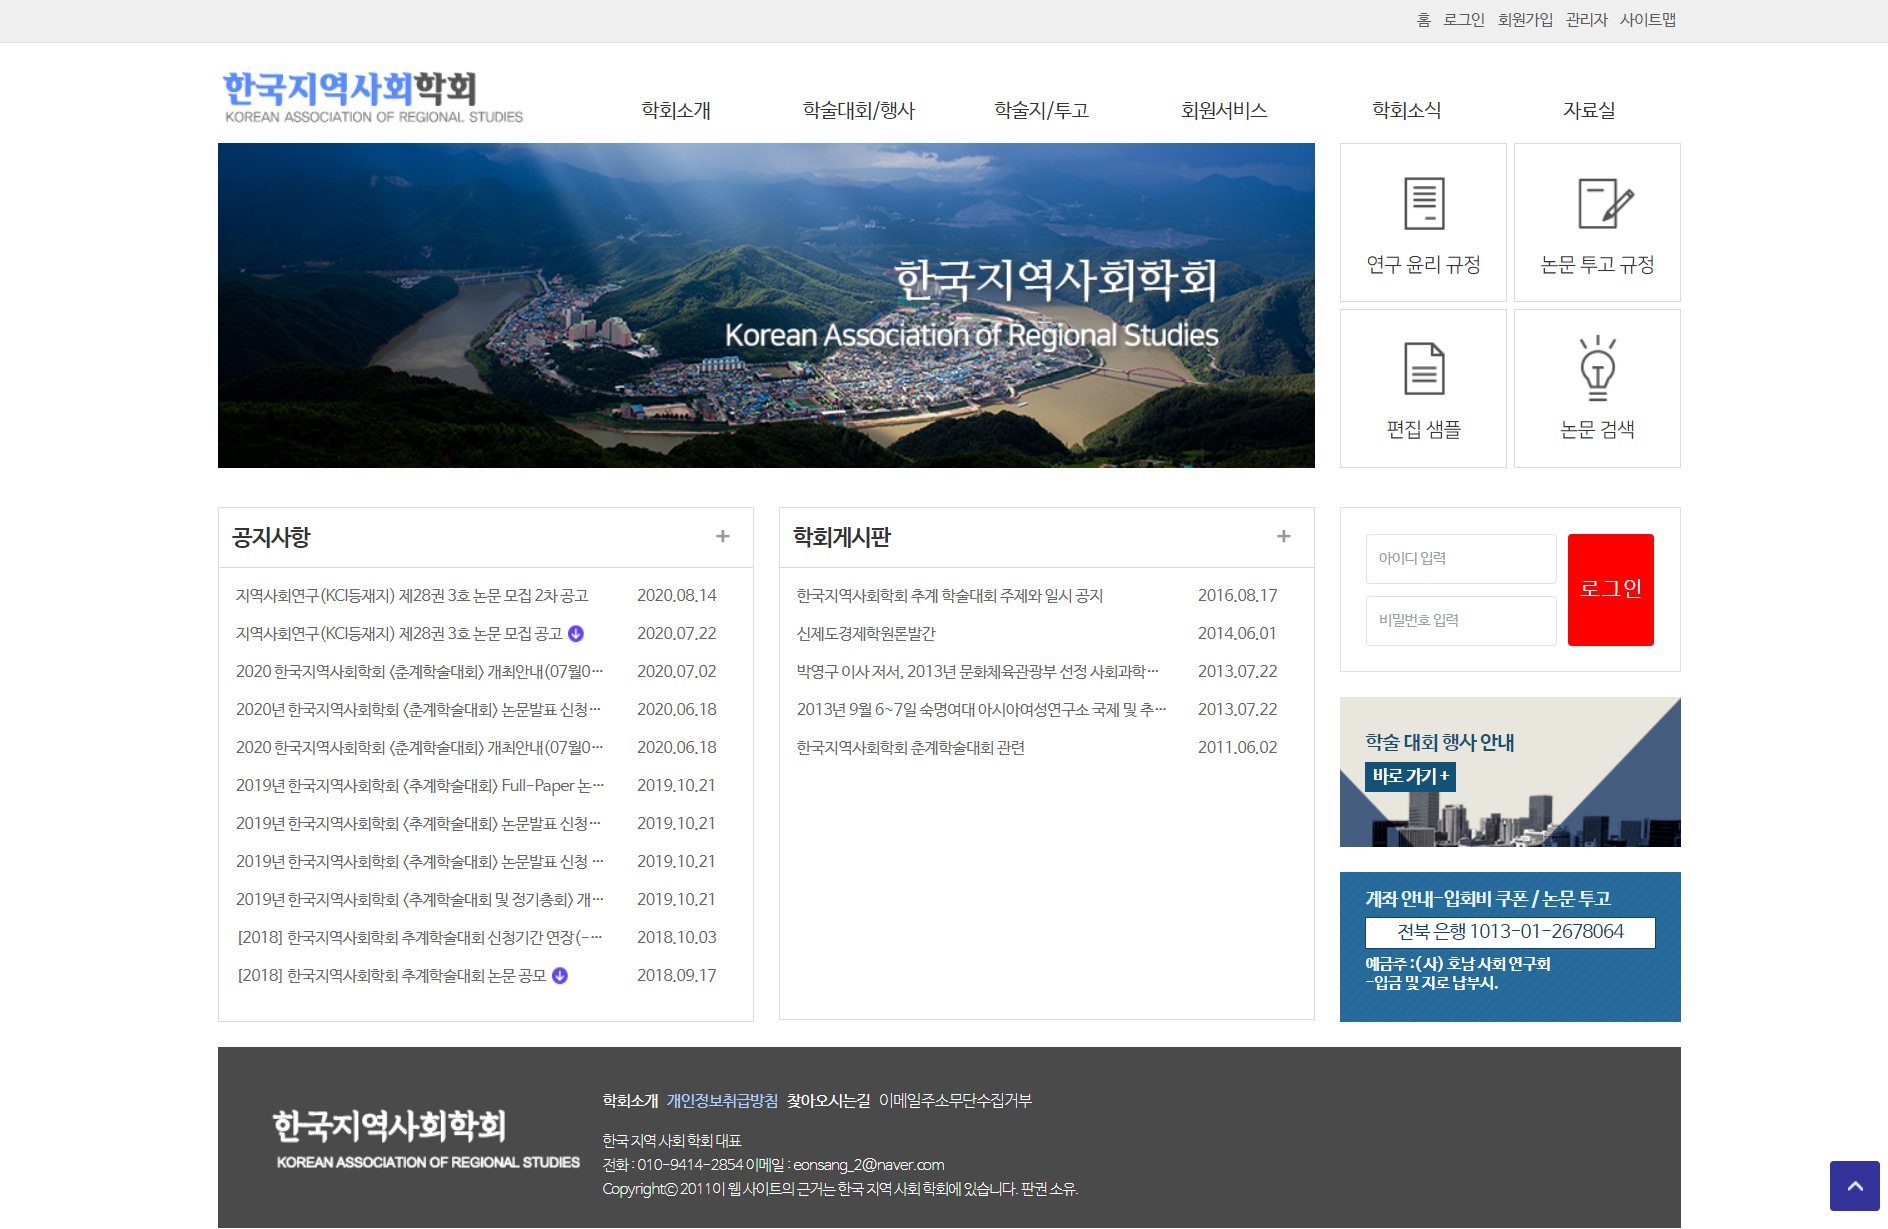 홈 로그인 회원가입 관리자 사이트맵
한국지역사회학회
KOREAN ASSOCIATION OF REGIONAL STUDIES
학회소개 학술대회/행사 학술지/투고 회원서비스 학회소식 자료실
한국지역사회학회
Korean Association of Regional Studies
연구 윤리 규정
논문 투고 규정
편집 샘플
논문 검색
공지사항 +
지역사회연구(KCI등재지) 제28권 3호 논문 모집 2차 공고 2020.08.14
지역사회연구(KCI등재지) 제28권 3호 논문 모집 공고 2020.07.22
2020 한국지역사회학회 <춘계학술대회> 개최안내(07월0… 2020.07.02
2020년 한국지역사회학회 <춘계학술대회> 논문발표 신청… 2020.06.18
2020 한국지역사회학회 <춘계학술대회> 개최안내(07월0… 2020.06.18
2019년 한국지역사회학회 <추계학술대회> Full-Paper 논… 2019.10.21
2019년 한국지역사회학회 <추계학술대회> 논문발표 신청… 2019.10.21
2019년 한국지역사회학회 <추계학술대회> 논문발표 신청 … 2019.10.21
2019년 한국지역사회학회 <추계학술대회 및 정기총회> 개… 2019.10.21
[2018] 한국지역사회학회 추계학술대회 신청기간 연장(-… 2018.10.03
[2018] 한국지역사회학회 추계학술대회 논문 공모 2018.09.17
학회게시판 +
한국지역사회학회 추계 학술대회 주제와 일시 공지 2016.08.17
신제도경제학원론발간 2014.06.01
박영구 이사 저서, 2013년 문화체육관광부 선정 사회과학… 2013.07.22
2013년 9월 6~7일 숙명여대 아시아여성연구소 국제 및 추… 2013.07.22
한국지역사회학회 춘계학술대회 관련 2011.06.02
아이디 입력
비밀번호 입력
로그인
학술 대회 행사 안내
바로 가기 +
계좌 안내-입회비 쿠폰 / 논문 투고
전북 은행 1013-01-2678064
예금주 :(사) 호남 사회 연구회
-입금 및 지로 납부시.
한국지역사회학회
KOREAN ASSOCIATION OF REGIONAL STUDIES
학회소개 개인정보취급방침 찾아오시는길 이메일주소무단수집거부
한국 지역 사회 학회 대표
전화 : 010-9414-2854 이메일 : eonsang_2@naver.com
Copyrightⓒ 2011이 웹 사이트의 근거는 한국 지역 사회 학회에 있습니다. 판권 소유.